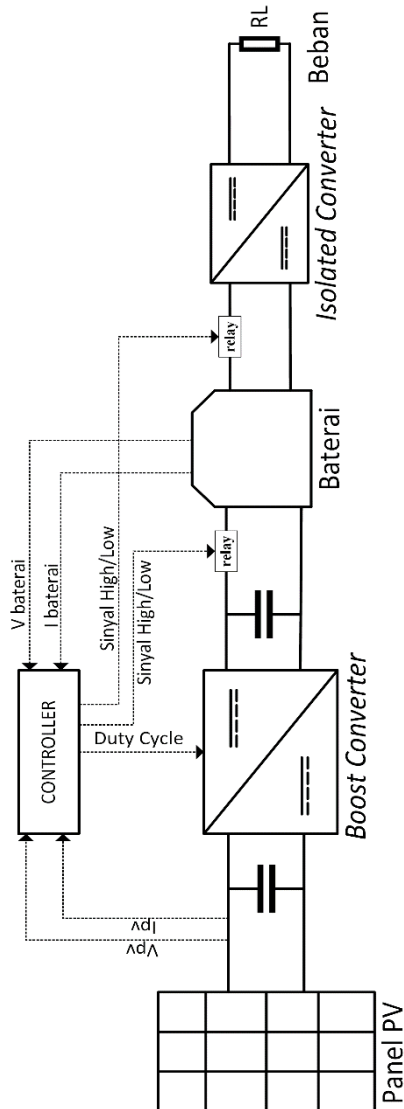 V baterai
I baterai
Sinyal High/Low
Sinyal High/Low
CONTROLLER
Duty Cycle
Vpv
Ipv
relay
relay
RL
Panel PV
Boost Converter
Baterai
Isolated Converter
Beban